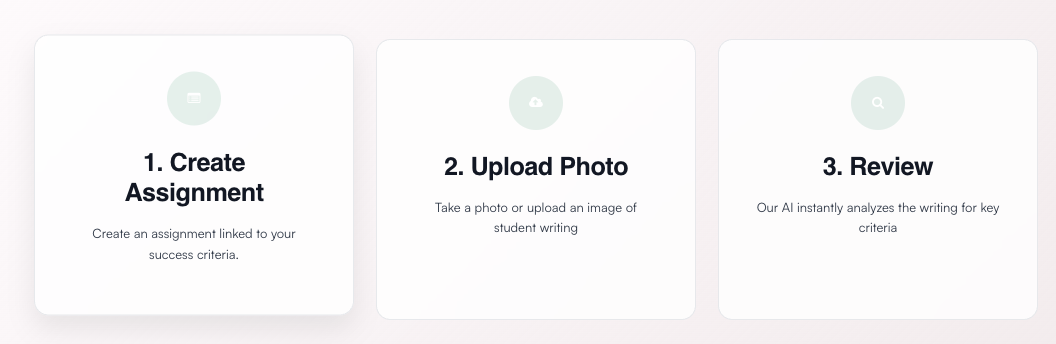 1. Create
Assignment
Create an assignment linked to your
success criteria.
2. Upload Photo
Take a photo or upload an image of
student writing
3. Review
Our AI instantly analyzes the writing for key
criteria